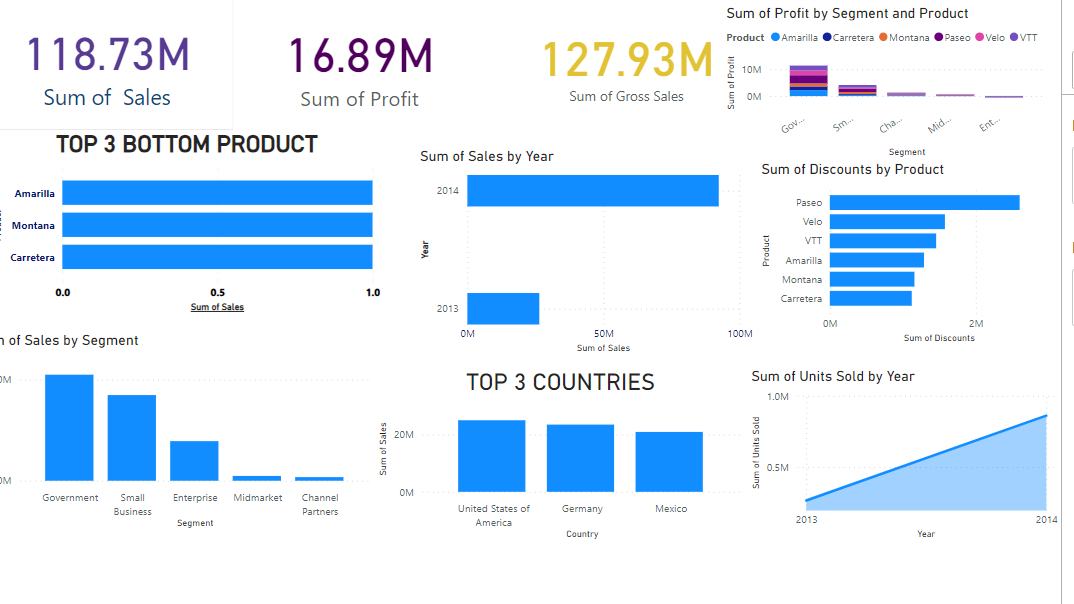 118.73M
Sum of Sales
16.89M
Sum of Profit
127.93M
Sum of Gross Sales
Sum of Profit by Segment and Product
Product Amarilla Carretera Montana Paseo Velo VTT
Sum of Profit
10M
0M
Gov...
Sm...
Cha...
Mid...
Ent...
Segment
TOP 3 BOTTOM PRODUCT
Amarilla
Montana
Carretera
0.0 0.5 1.0
Sum of Sales
Sum of Sales by Year
Year
2014
2013
0M 50M 100M
Sum of Sales
Sum of Discounts by Product
Product
Paseo
Velo
VTT
Amarilla
Montana
Carretera
0M 2M
Sum of Discounts
of Sales by Segment
Government Small Business Enterprise Midmarket Channel Partners
Segment
TOP 3 COUNTRIES
Sum of Sales
20M
0M
United States of America Germany Mexico
Country
Sum of Units Sold by Year
Sum of Units Sold
1.0M
0.5M
2013 2014
Year